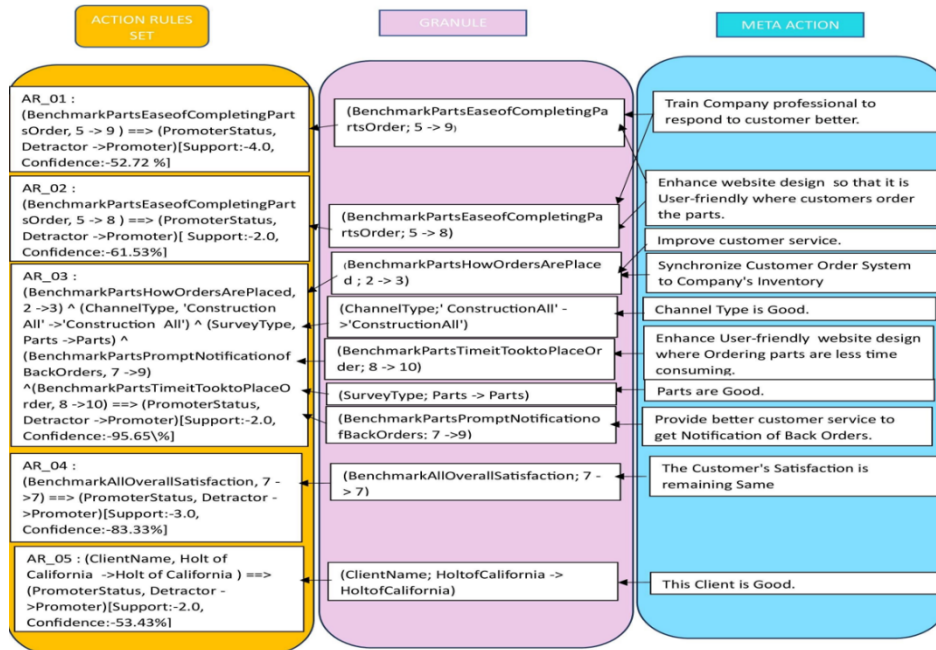 ACTION RULES
SET
GRANULE
META ACTION
AR_01 :
(BenchmarkPartsEaseofCompletingPar
tsOrder, 5 -> 9 ) ==> (PromoterStatus,
Detractor ->Promoter)[Support:-4.0,
Confidence:-52.72 %]
AR_02 :
(BenchmarkPartsEaseofCompletingPar
tsOrder, 5 -> 8 ) ==> (PromoterStatus,
Detractor ->Promoter)[ Support:-2.0,
Confidence:-61.53%]
AR_03 :
(BenchmarkPartsHowOrdersArePlaced,
2 ->3) ^ (ChannelType, 'Construction
All' ->'Construction All') ^ (SurveyType,
Parts ->Parts) ^
(BenchmarkPartsPromptNotificationof
BackOrders, 7 ->9)
^(BenchmarkPartsTimeitTooktoPlaceOr
der, 8 ->10) ==> (PromoterStatus,
Detractor ->Promoter)[Support:-2.0,
Confidence:-95.65\%]
AR_04 :
(BenchmarkAllOverallSatisfaction, 7 -
>7) ==> (PromoterStatus, Detractor -
>Promoter)[Support:-3.0,
Confidence:-83.33%]
AR_05 : (ClientName, Holt of
California ->Holt of California ) ==>
(PromoterStatus, Detractor -
>Promoter)[Support:-2.0,
Confidence:-53.43%]
(BenchmarkPartsEaseofCompletingPa
rtsOrder; 5 -> 9)
(BenchmarkPartsEaseofCompletingPa
rtsOrder; 5 -> 8)
(BenchmarkPartsHowOrdersArePlace
d ; 2 -> 3)
(ChannelType;' ConstructionAll' -
>'ConstructionAll')
(BenchmarkPartsTimeitTooktoPlaceOr
der; 8 -> 10)
(SurveyType; Parts -> Parts)
(BenchmarkPartsPromptNotificationo
fBackOrders; 7 ->9)
(BenchmarkAllOverallSatisfaction; 7 -
> 7)
(ClientName; HoltofCalifornia ->
HoltofCalifornia)
Train Company professional to
respond to customer better.
Enhance website design so that it is
User-friendly where customers order
the parts.
Improve customer service.
Synchronize Customer Order System
to Company's Inventory
Channel Type is Good.
Enhance User-friendly website design
where Ordering parts are less time
consuming.
Parts are Good.
Provide better customer service to
get Notification of Back Orders.
The Customer's Satisfaction is
remaining Same
This Client is Good.